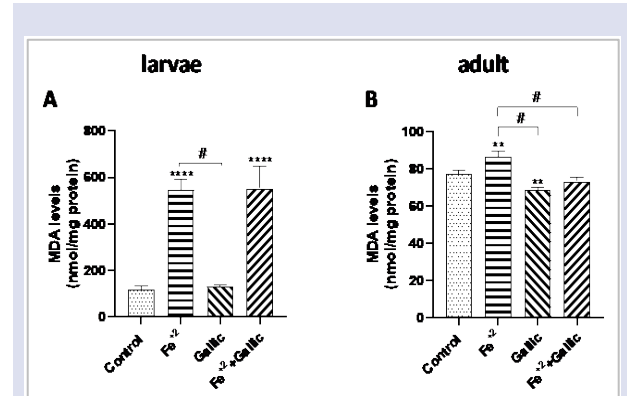 larvae
adult
A
MDA levels
(nmol/mg protein)
800
600
400
200
0
****
#
****
Control
Fe+2
Gallic
Fe+2+Gallic
B
MDA levels
(nmol/mg protein)
100
80
60
40
20
0
#
#
**
**
Control
Fe+2
Gallic
Fe+2+Gallic